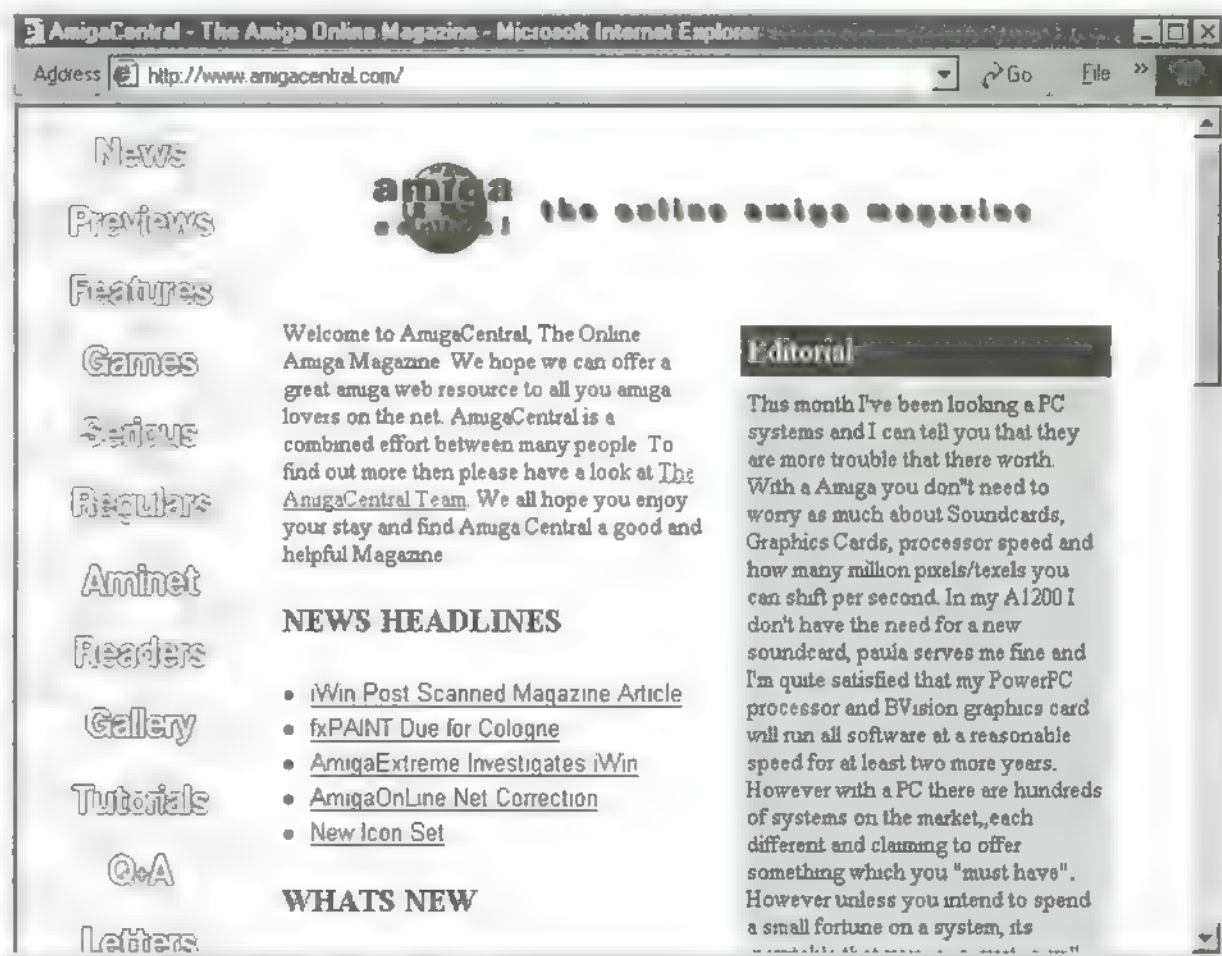 AmigaCentral - The Amiga Online Magazine - Microsoft Internet Explorer
Address http://www.amigacentral.com/ Go File »
News
Previews
Features
Games
Serious
Regulars
Aminet
Readers
Gallery
Tutorials
Q+A
Letters
amiga
central
the online amiga magazine
Welcome to AmigaCentral, The Online
Amiga Magazine We hope we can offer a
great amiga web resource to all you amiga
lovers on the net. AmigaCentral is a
combined effort between many people To
find out more then please have a look at The
AmigaCentral Team. We all hope you enjoy
your stay and find Amiga Central a good and
helpful Magazine
NEWS HEADLINES
• iWin Post Scanned Magazine Article
• fxPAINT Due for Cologne
• AmigaExtreme Investigates iWin
• AmigaOnLine Net Correction
• New Icon Set
WHATS NEW
Editorial
This month I've been looking a PC
systems and I can tell you that they
are more trouble that there worth.
With a Amiga you don"t need to
worry as much about Soundcards,
Graphics Cards, processor speed and
how many million pixels/texels you
can shift per second. In my A1200 I
don't have the need for a new
soundcard, paula serves me fine and
I'm quite satisfied that my PowerPC
processor and BVision graphics card
will run all software at a reasonable
speed for at least two more years.
However with a PC there are hundreds
of systems on the market,,each
different and claiming to offer
something which you "must have".
However unless you intend to spend
a small fortune on a system, its